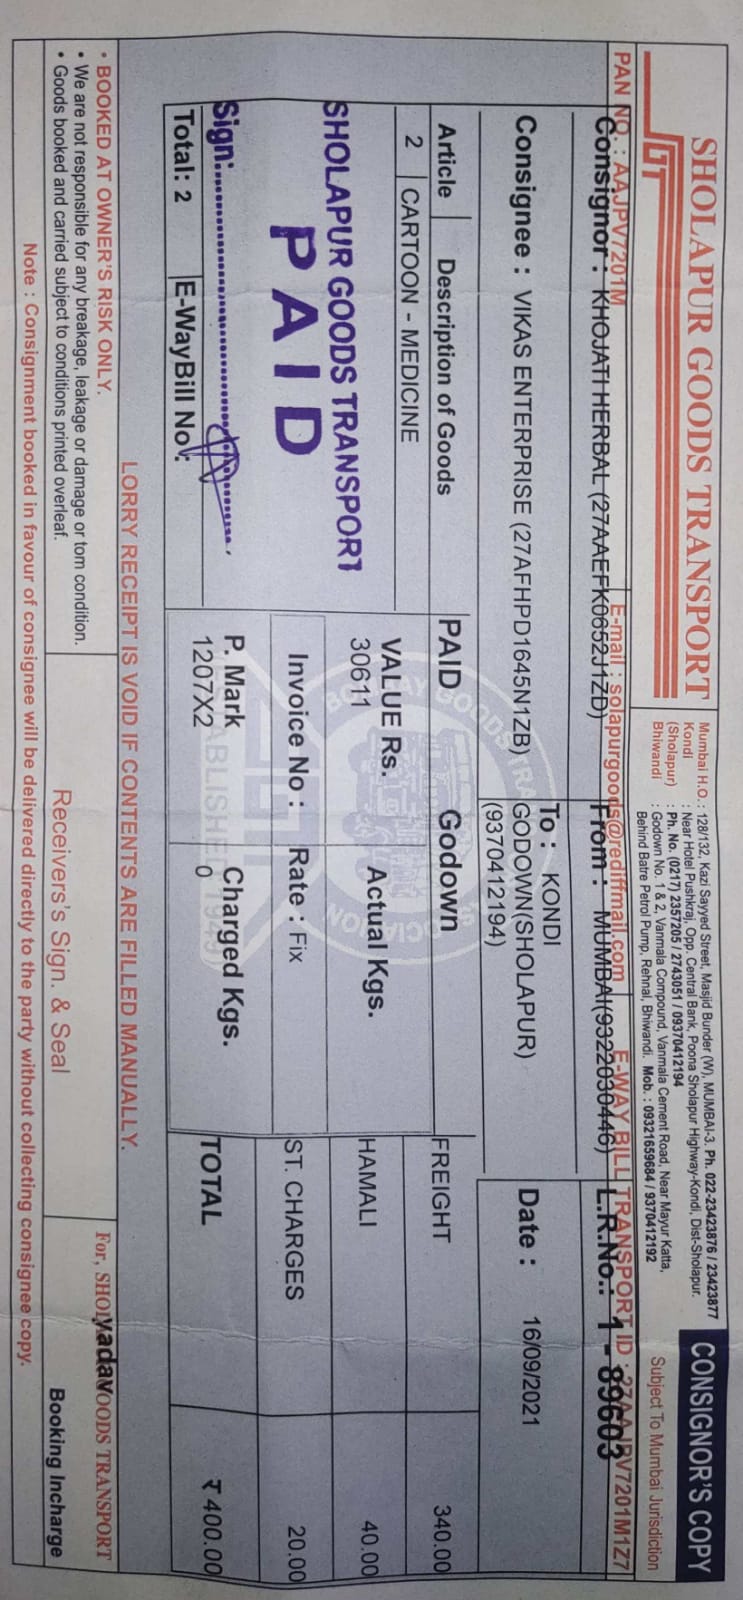 SHOLAPUR GOODS TRANSPORT
SGT
Mumbai H.O. : 128/132, Kazi Sayyed Street, Masjid Bunder (W), MUMBAI-3. Ph. 022-23423876 / 23423877
Kondi : Near Hotel Pushkraj, Opp. Central Bank, Poona Sholapur Highway-Kondi, Dist-Sholapur.
(Sholapur) : Ph. No. (0217) 2357205 / 2743051 / 09370412194
Bhiwandi : Godown No. 1 & 2, Vanmala Compound, Vanmala Cement Road, Near Mayur Katta,
Behind Batre Petrol Pump, Rehnal, Bhiwandi. Mob. : 09321659684 / 9370412192
CONSIGNOR'S COPY
Subject To Mumbai Jurisdiction
PAN NO. : AAJPV7201M E-mail : solapurgoods@rediffmail.com E-WAY BILL TRANSPORT ID : 27AAJPV7201M1Z7
Consignor : KHOJATI HERBAL (27AAEFK0652J1ZD) From : MUMBAI(9322030446) L.R.No.: 1 - 89603
Consignee : VIKAS ENTERPRISE (27AFHPD1645N1ZB) To : KONDI
GODOWN(SHOLAPUR)
(9370412194)
Date : 16/09/2021
Article Description of Goods PAID Godown FREIGHT 340.00
2 CARTOON - MEDICINE VALUE Rs. Actual Kgs. HAMALI 40.00
30611
SHOLAPUR GOODS TRANSPORT
PAID
Sign:
Invoice No : Rate : Fix ST. CHARGES 20.00
P. Mark Charged Kgs. TOTAL ₹ 400.00
1207X2 0
Total: 2 E-WayBill No :
LORRY RECEIPT IS VOID IF CONTENTS ARE FILLED MANUALLY.
• BOOKED AT OWNER'S RISK ONLY.
• We are not responsible for any breakage, leakage or damage or torn condition.
• Goods booked and carried subject to conditions printed overleaf.
Receivers's Sign. & Seal
For, SHOL GOODS TRANSPORT
yadav
Booking Incharge
Note : Consignment booked in favour of consignee will be delivered directly to the party without collecting consignee copy.